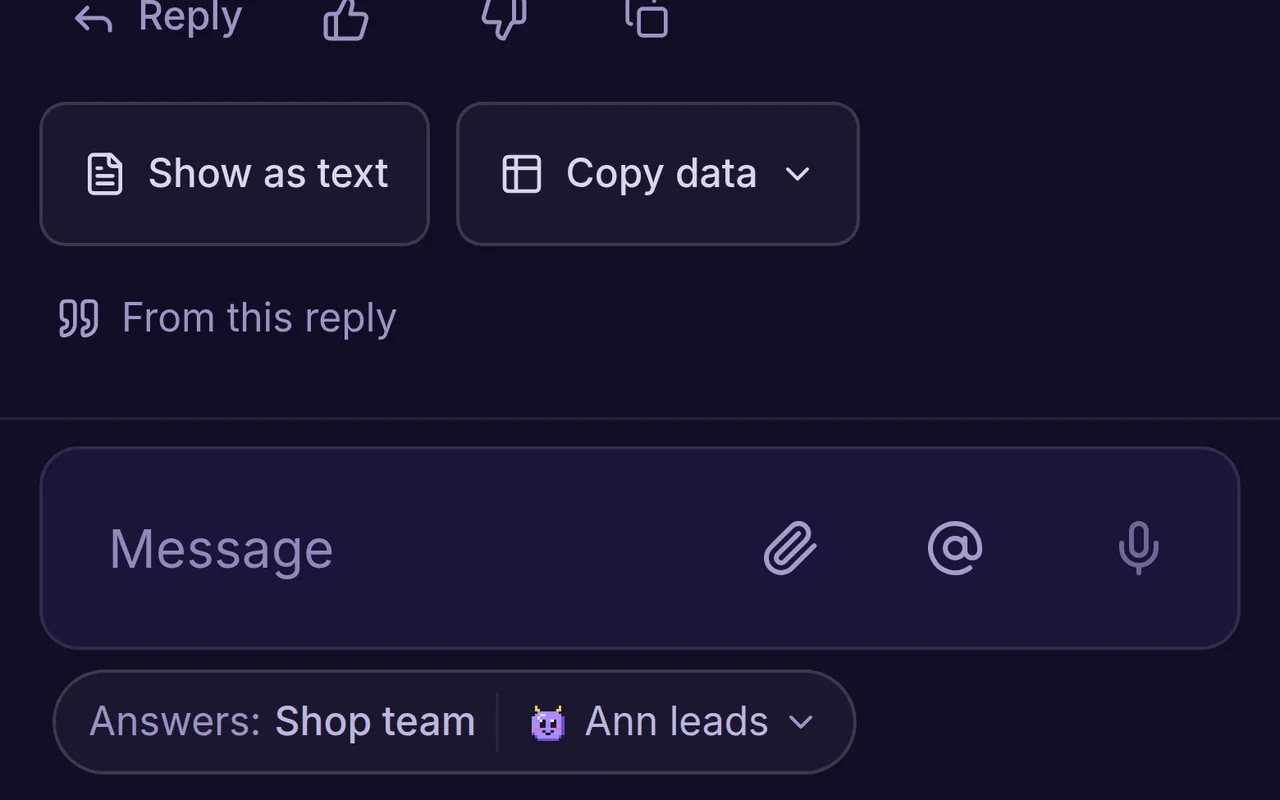 Reply
Show as text
Copy data
From this reply
Message
Answers: Shop team
Ann leads